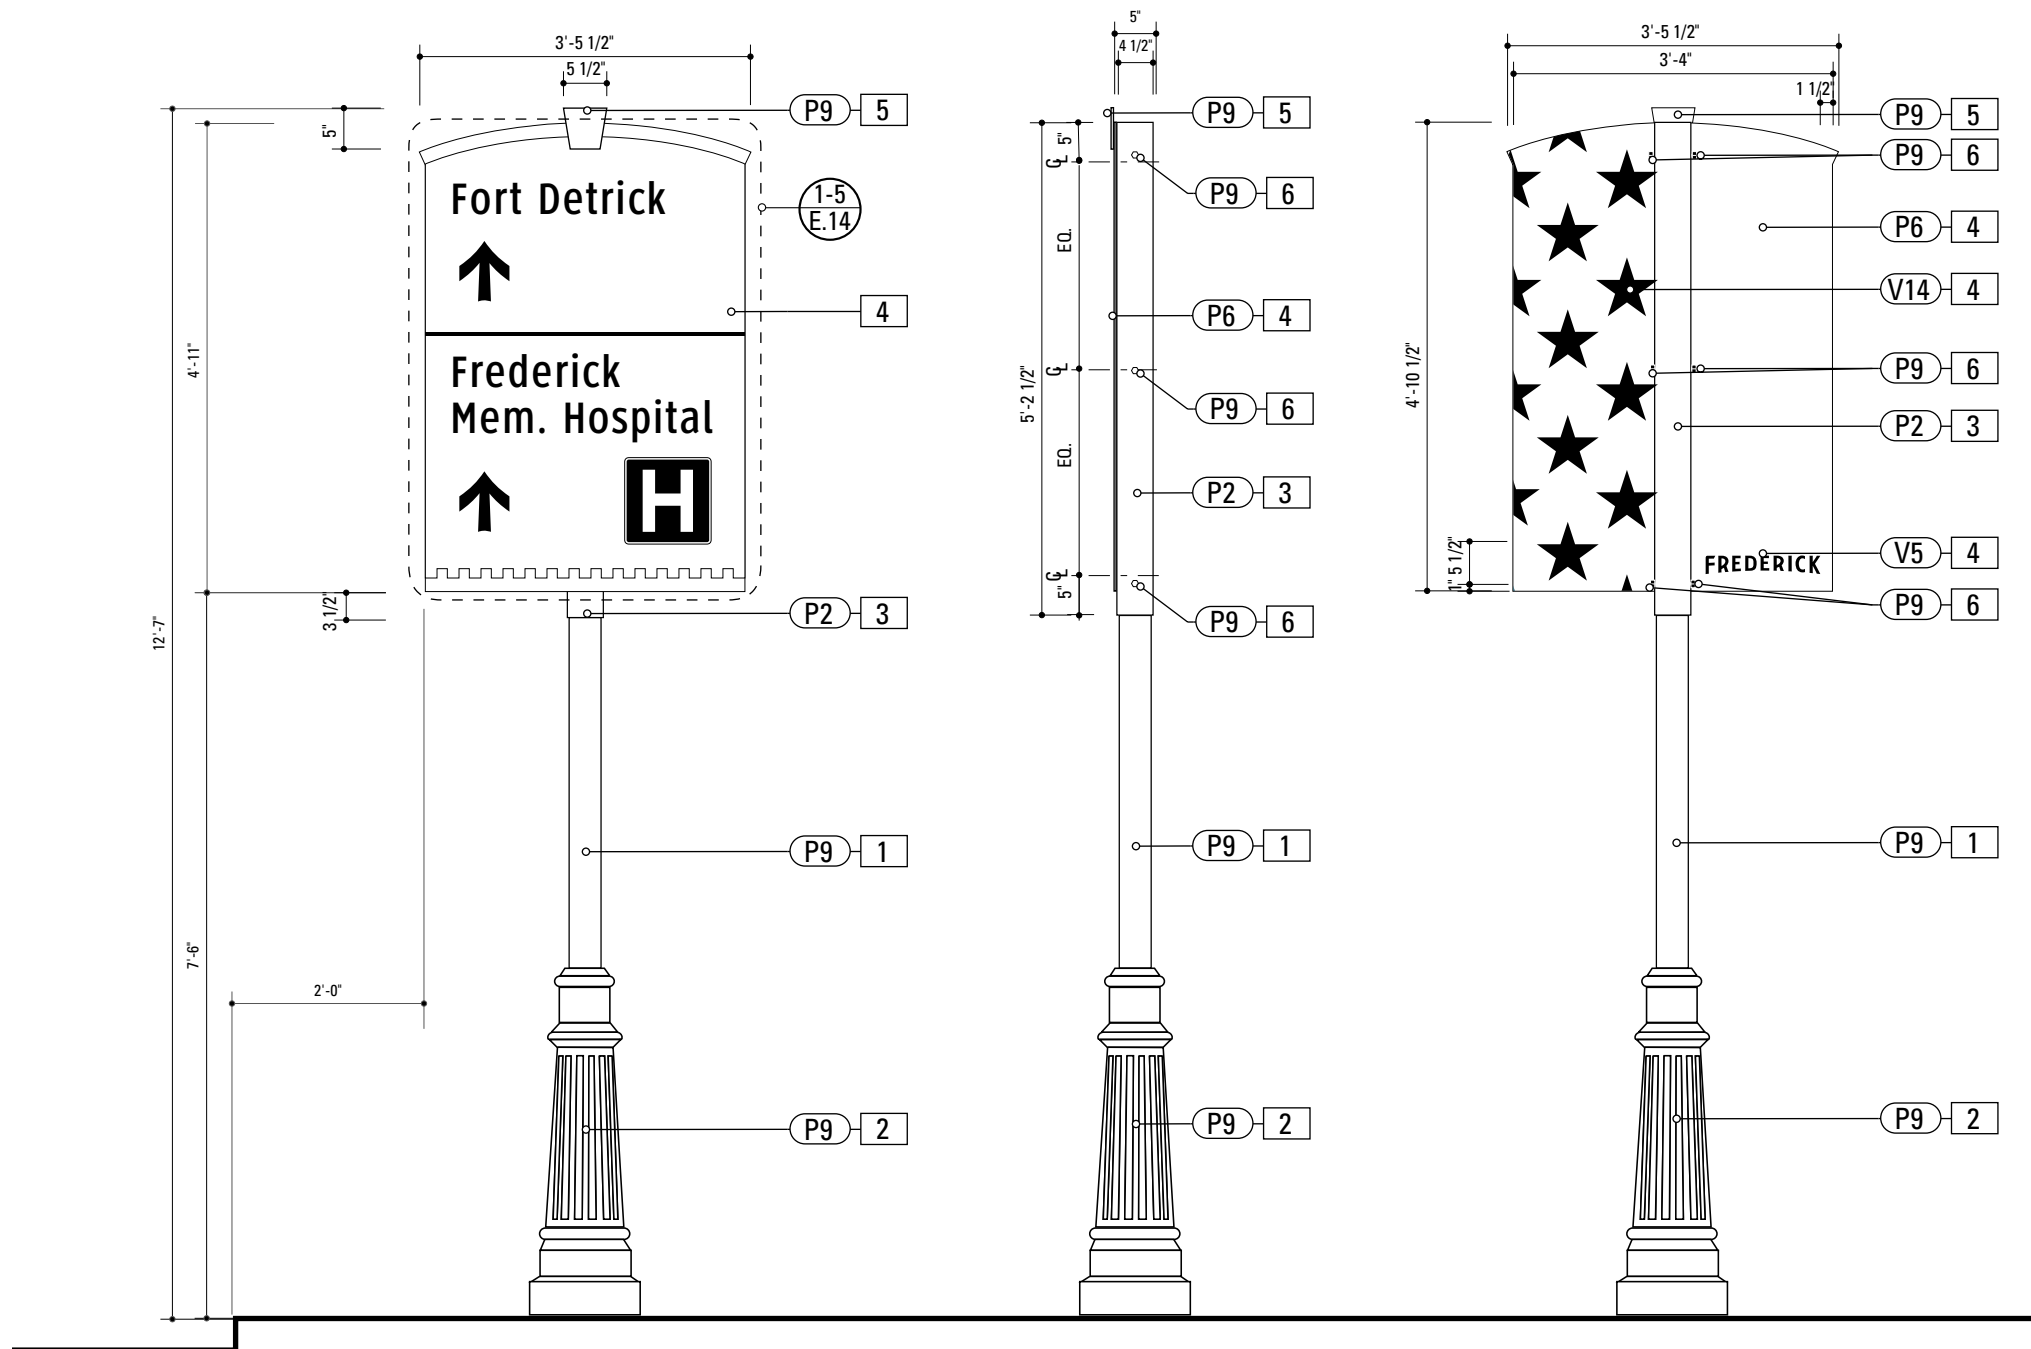 3'-5 1/2"
5 1/2"
P9 5
5"
1-5
E.14
Fort Detrick
4
4'-11"
Frederick
Mem. Hospital
H
12'-7"
3 1/2"
P2 3
P9 1
7'-6"
2'-0"
P9 2
5"
4 1/2"
P9 5
5"
CL
P9 6
EQ.
P6 4
CL
5'-2 1/2"
P9 6
EQ.
P2 3
CL
5"
P9 6
P9 1
P9 2
3'-5 1/2"
3'-4"
1 1/2"
P9 5
P9 6
P6 4
V14 4
4'-10 1/2"
P9 6
P2 3
5 1/2"
V5 4
FREDERICK
1"
P9 6
P9 1
P9 2